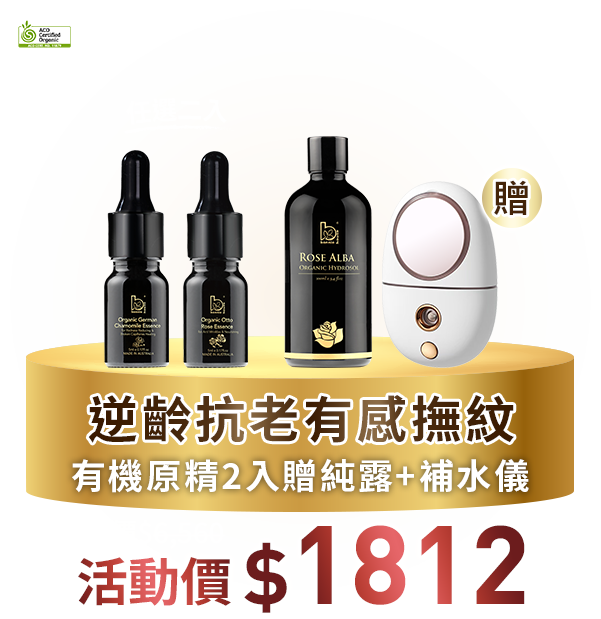 ACO
Certified
Organic
贈
ROSE ALBA
ORGANIC HYDROSOL
Organic German
Chamomile Essence
MADE IN AUSTRALIA
Organic Otto
Rose Essence
MADE IN AUSTRALIA
逆齡抗老有感撫紋
有機原精2入贈純露+補水儀
活動價$1812